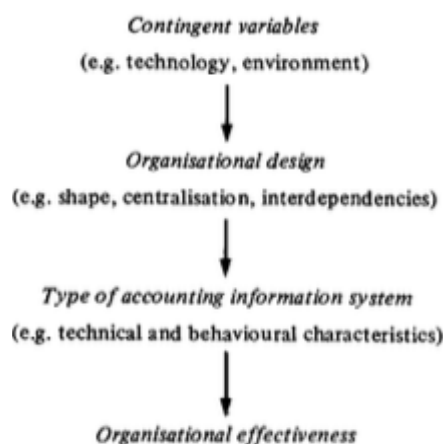 Contingent variables
(e.g. technology, environment)
Organisational design
(e.g. shape, centralisation, interdependencies)
Type of accounting information system
(e.g. technical and behavioural characteristics)
Organisational effectiveness